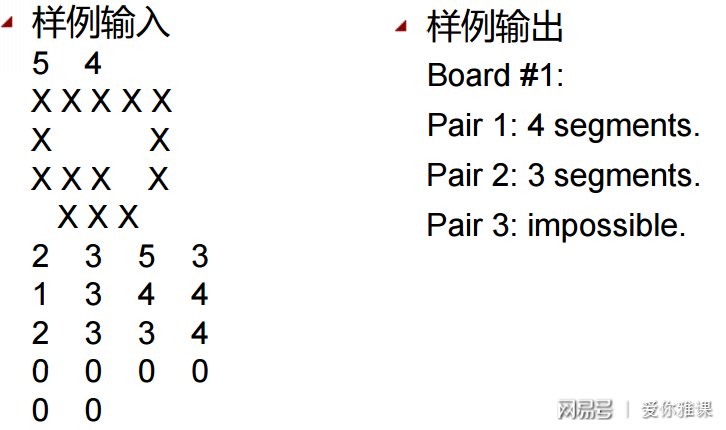 样例输入
5 4
X X X X X
X X
X X X X
X X X
2 3 5 3
1 3 4 4
2 3 3 4
0 0 0 0
0 0
样例输出
Board #1:
Pair 1: 4 segments.
Pair 2: 3 segments.
Pair 3: impossible.
网易号 | 爱你雅课